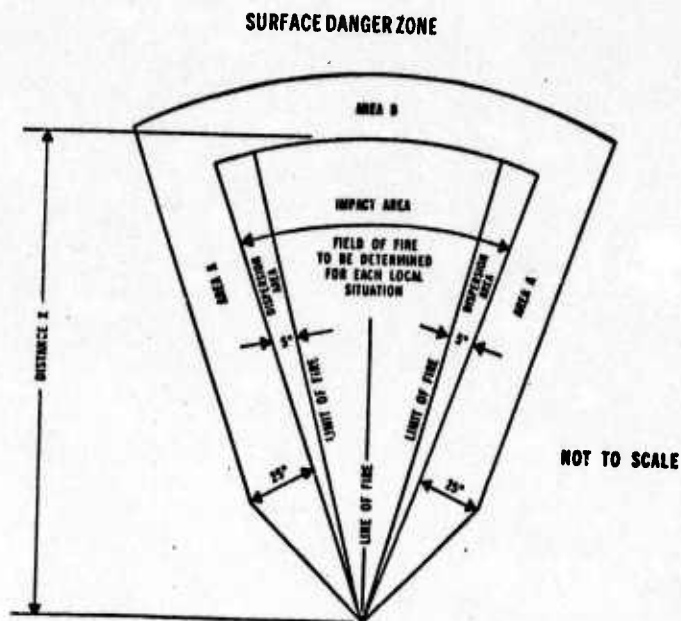 SURFACE DANGER ZONE
AREA B
IMPACT AREA
FIELD OF FIRE
TO BE DETERMINED
FOR EACH LOCAL
SITUATION
AREA A
DISPERSION
AREA
DISPERSION
AREA
AREA A
DISTANCE X
5°
5°
LIMIT OF FIRE
LIMIT OF FIRE
NOT TO SCALE
25°
25°
LINE OF FIRE